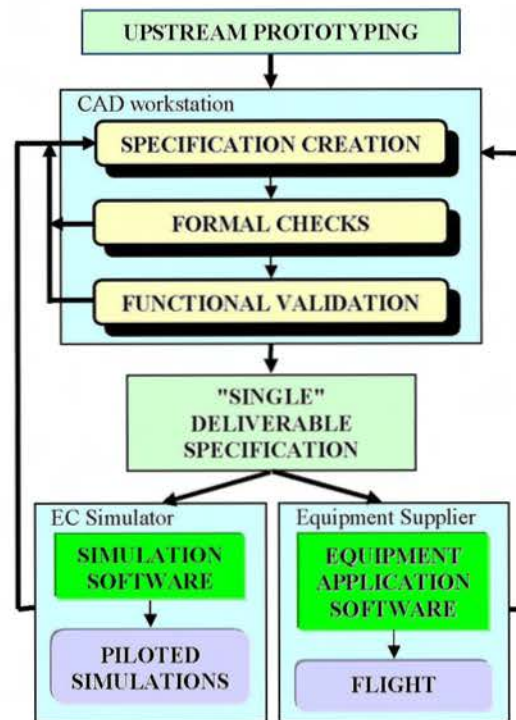 UPSTREAM PROTOTYPING
CAD workstation
SPECIFICATION CREATION
FORMAL CHECKS
FUNCTIONAL VALIDATION
"SINGLE"
DELIVERABLE
SPECIFICATION
EC Simulator
SIMULATION
SOFTWARE
PILOTED
SIMULATIONS
Equipment Supplier
EQUIPMENT
APPLICATION
SOFTWARE
FLIGHT